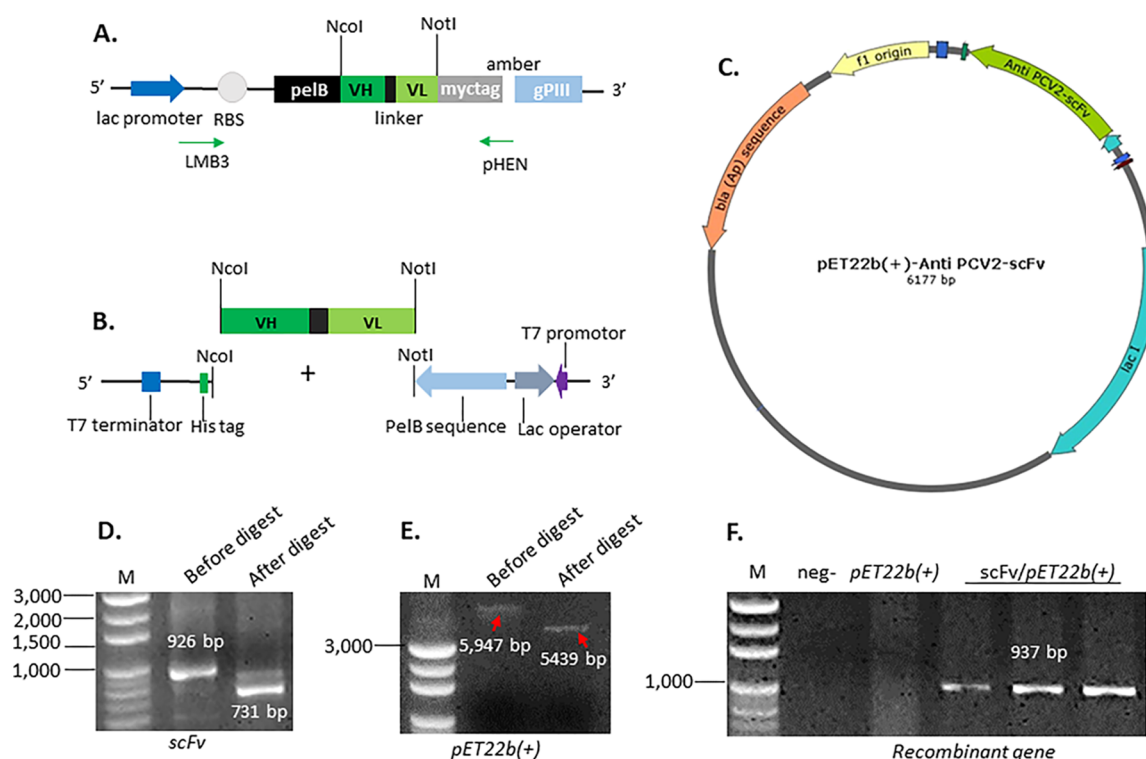 A.
NcoI NotI
amber
5' pelB VH VL myctag gPIII 3'
lac promoter RBS linker
LMB3 pHEN
B.
NcoI NotI
VH VL
T7 promotor
NcoI NotI
5' + 3'
T7 terminator His tag PelB sequence Lac operator
C.
f1 origin
Anti PCV2-scFv
bla (Ap) sequence
lac I
pET22b(+)-Anti PCV2-scFv
6177 bp
D.
M Before digest After digest
3,000
2,000
1,500
1,000
926 bp
731 bp
scFv
E.
M Before digest After digest
3,000
5,947 bp
5439 bp
pET22b(+)
F.
M neg- pET22b(+) scFv/pET22b(+)
1,000
937 bp
Recombinant gene